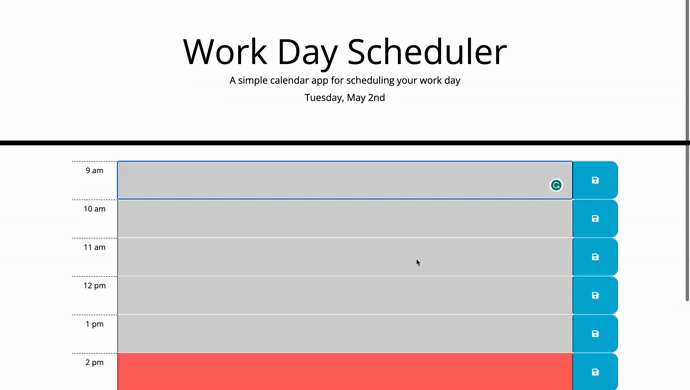 Work Day Scheduler
A simple calendar app for scheduling your work day
Tuesday, May 2nd
9 am
10 am
11 am
12 pm
1 pm
2 pm